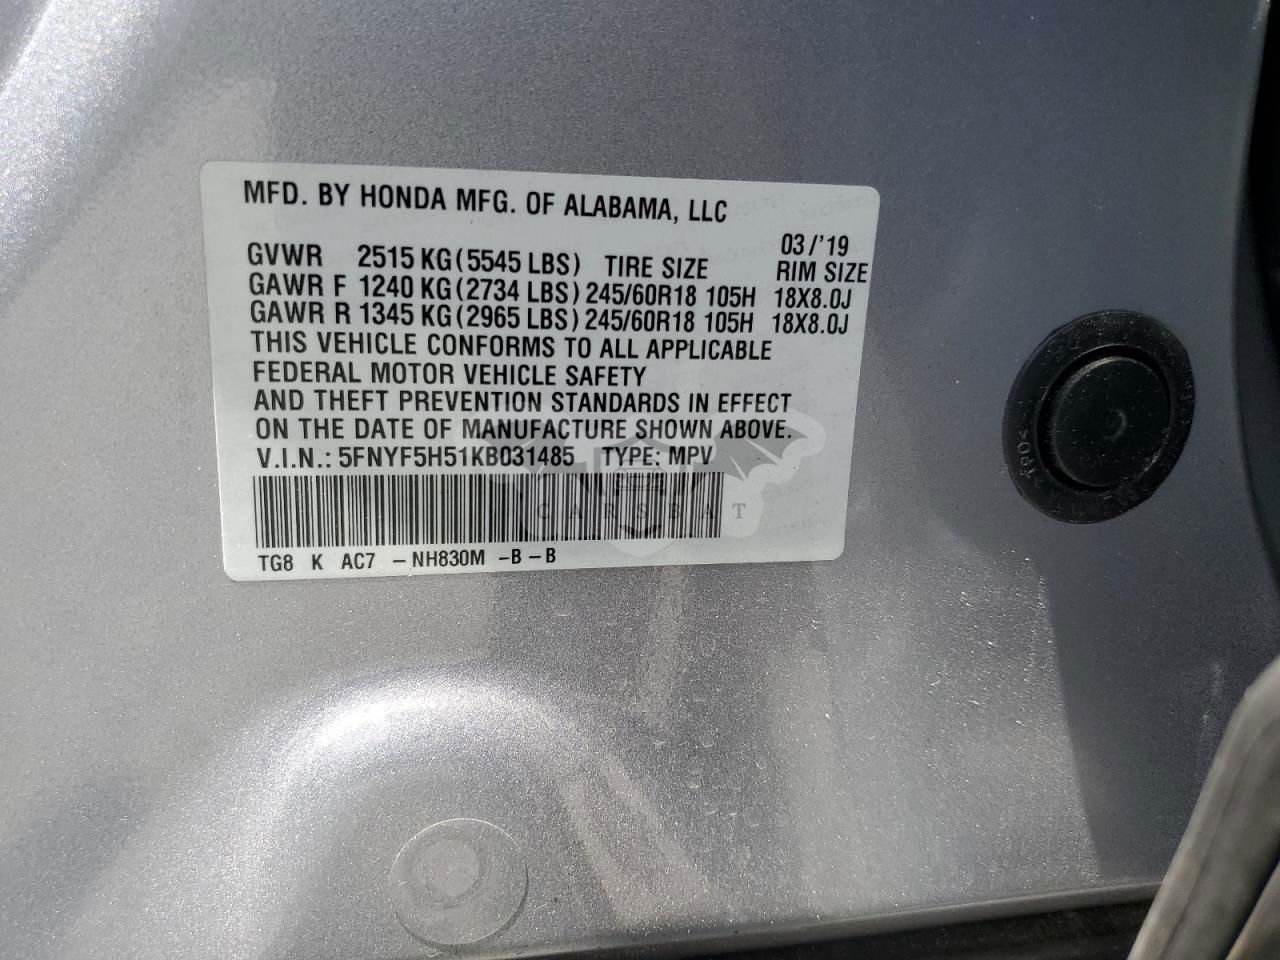 MFD. BY HONDA MFG. OF ALABAMA, LLC
03/'19
GVWR 2515 KG(5545 LBS) TIRE SIZE RIM SIZE
GAWR F 1240 KG(2734 LBS) 245/60R18 105H 18X8.0J
GAWR R 1345 KG(2965 LBS) 245/60R18 105H 18X8.0J
THIS VEHICLE CONFORMS TO ALL APPLICABLE
FEDERAL MOTOR VEHICLE SAFETY
AND THEFT PREVENTION STANDARDS IN EFFECT
ON THE DATE OF MANUFACTURE SHOWN ABOVE.
V.I.N.: 5FNYF5H51KB031485 TYPE: MPV
CARSBAT
TG8 K AC7 – NH830M –B – B